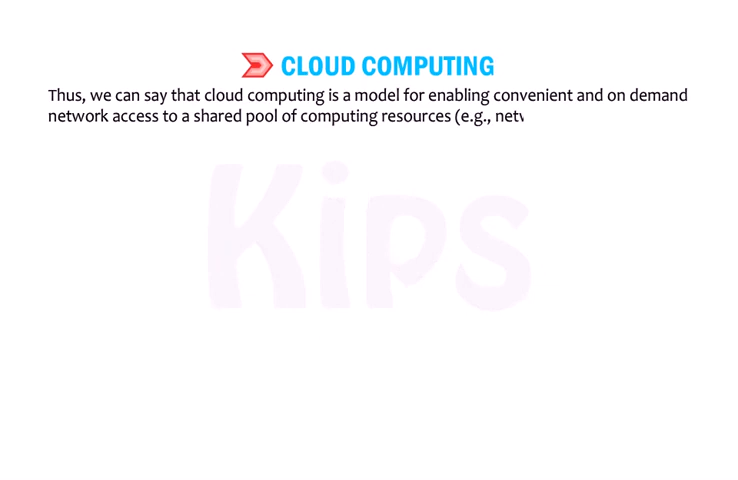 CLOUD COMPUTING
Thus, we can say that cloud computing is a model for enabling convenient and on demand
network access to a shared pool of computing resources (e.g.,
Kips